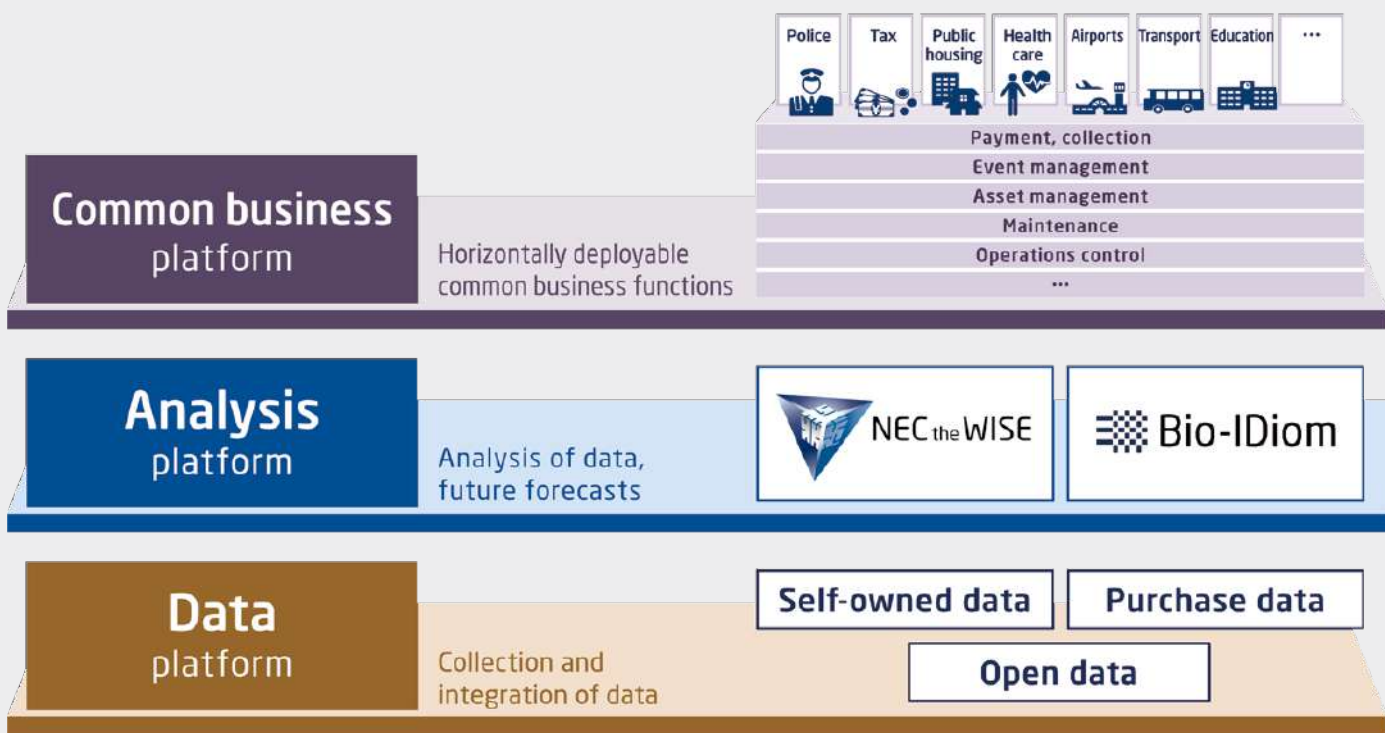 Police
Tax
Public
housing
Health
care
Airports
Transport
Education
...
Payment, collection
Event management
Asset management
Maintenance
Operations control
...
Common business
platform
Horizontally deployable
common business functions
Analysis
platform
Analysis of data,
future forecasts
NEC the WISE
Bio-IDiom
Data
platform
Collection and
integration of data
Self-owned data
Purchase data
Open data